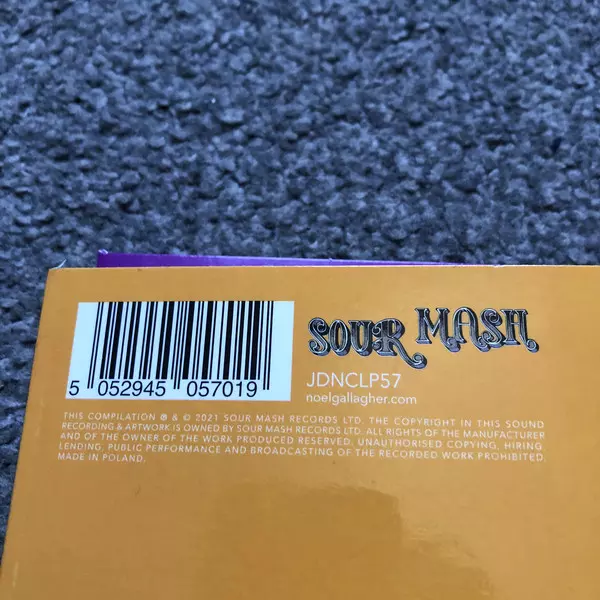 SOUR MASH
5 052945 057019
JDNCLP57
noelgallagher.com
THIS COMPILATION ℗ & © 2021 SOUR MASH RECORDS LTD. THE COPYRIGHT IN THIS SOUND
RECORDING & ARTWORK IS OWNED BY SOUR MASH RECORDS LTD. ALL RIGHTS OF THE MANUFACTURER
AND OF THE OWNER OF THE WORK PRODUCED RESERVED. UNAUTHORISED COPYING, HIRING
LENDING, PUBLIC PERFORMANCE AND BROADCASTING OF THE RECORDED WORK PROHIBITED.
MADE IN POLAND.